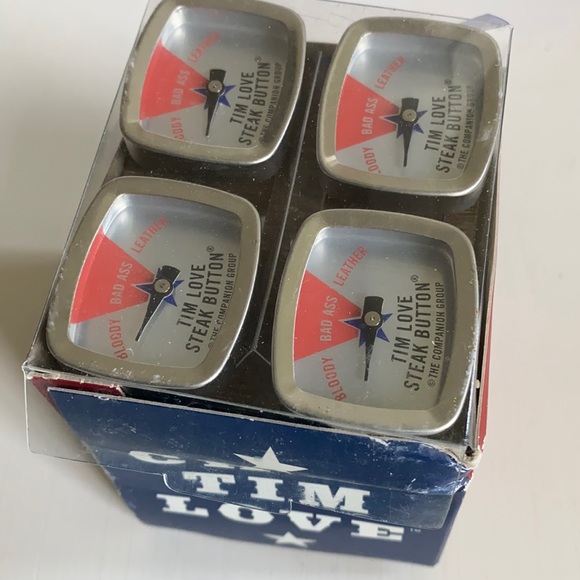 BLOODY BAD ASS LEATHER
TIM LOVE
STEAK BUTTON®
© THE COMPANION GROUP
BLOODY BAD ASS LEATHER
TIM LOVE
STEAK BUTTON®
© THE COMPANION GROUP
BLOODY BAD ASS LEATHER
TIM LOVE
STEAK BUTTON®
© THE COMPANION GROUP
BLOODY BAD ASS LEATHER
TIM LOVE
STEAK BUTTON®
© THE COMPANION GROUP
TIM
LOVE™